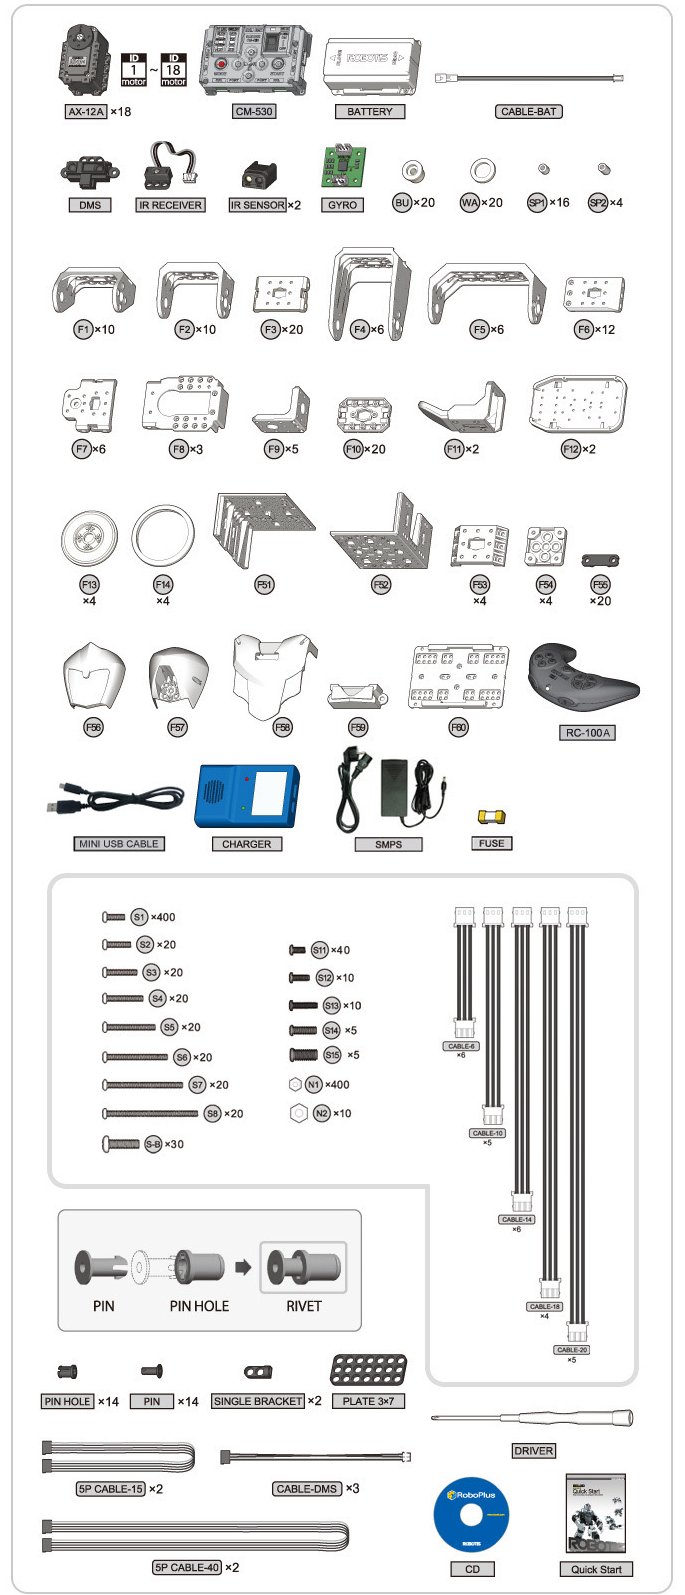 ID 1 motor ~ ID 18 motor
AX-12A ×18
CM-530
ROBOTIS
BATTERY
CABLE-BAT
DMS
IR RECEIVER
IR SENSOR ×2
GYRO
BU ×20
WA ×20
SP1 ×16
SP2 ×4
F1 ×10
F2 ×10
F3 ×20
F4 ×6
F5 ×6
F6 ×12
F7 ×6
F8 ×3
F9 ×5
F10 ×20
F11 ×2
F12 ×2
F13 ×4
F14 ×4
F51
F52
F53 ×4
F54 ×4
F55 ×20
F56
F57
F58
F59
F60
RC-100A
MINI USB CABLE
CHARGER
SMPS
FUSE
S1 ×400
S2 ×20
S3 ×20
S4 ×20
S5 ×20
S6 ×20
S7 ×20
S8 ×20
S-B ×30
S11 ×40
S12 ×10
S13 ×10
S14 ×5
S15 ×5
N1 ×400
N2 ×10
CABLE-6 ×6
CABLE-10 ×5
CABLE-14 ×6
CABLE-18 ×4
CABLE-20 ×5
PIN
PIN HOLE
RIVET
PIN HOLE ×14
PIN ×14
SINGLE BRACKET ×2
PLATE 3×7
DRIVER
5P CABLE-15 ×2
CABLE-DMS ×3
5P CABLE-40 ×2
RoboPlus
ROBOTIS
CD
Quick Start
ROBOTIS
Quick Start